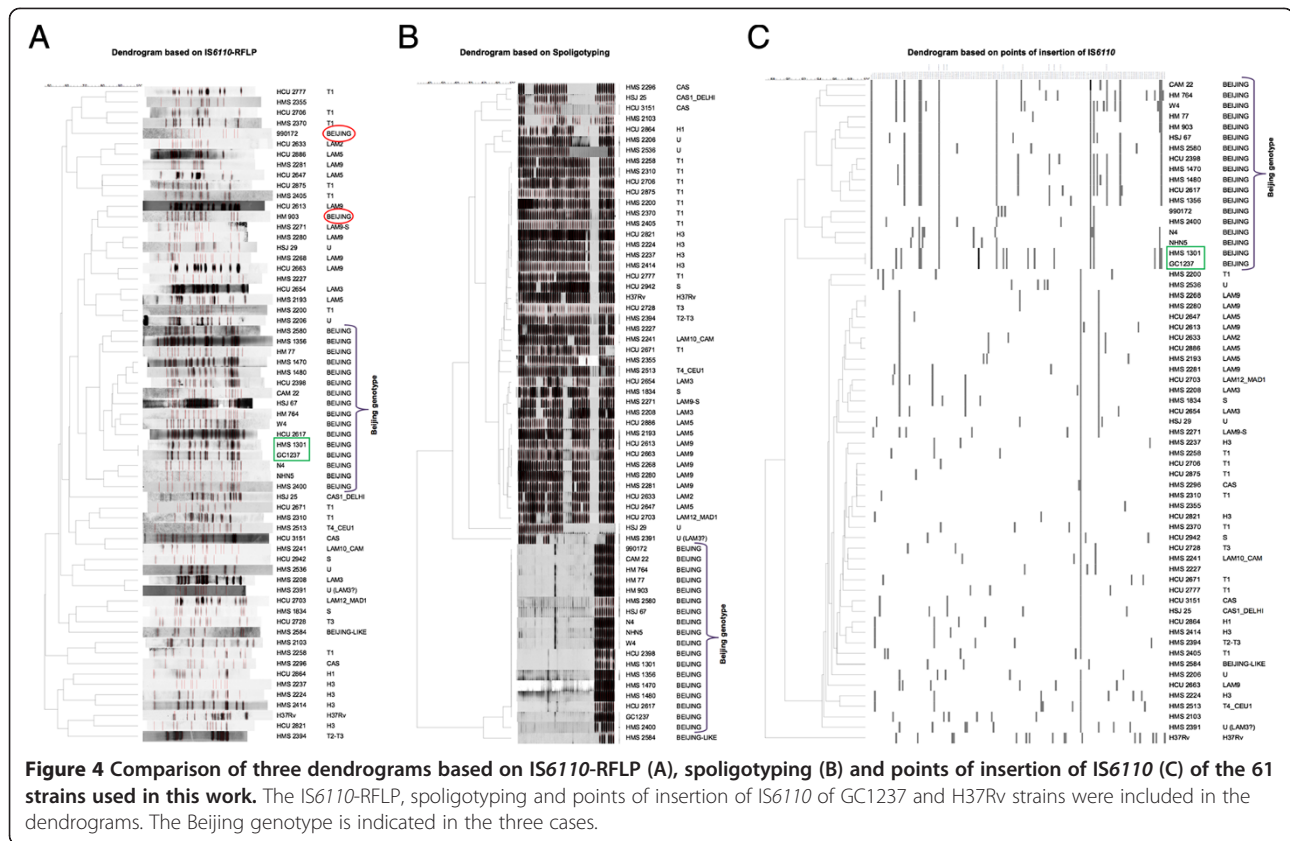 A
Dendrogram based on IS6110-RFLP
HCU 2777 T1
HMS 2355
HCU 2706 T1
HMS 2370 T1
990172 BEIJING
HCU 2633 LAM2
HCU 2886 LAM5
HMS 2281 LAM9
HCU 2647 LAM5
HCU 2875 T1
HMS 2405 T1
HCU 2613 LAM9
HM 903 BEIJING
HMS 2271 LAM9-S
HMS 2280 LAM9
HSJ 29 U
HMS 2268 LAM9
HCU 2663 LAM9
HMS 2227
HCU 2654 LAM3
HMS 2193 LAM5
HMS 2200 T1
HMS 2206 U
HMS 2580 BEIJING
HMS 1356 BEIJING
HM 77 BEIJING
HMS 1470 BEIJING
HMS 1480 BEIJING
HCU 2398 BEIJING
CAM 22 BEIJING
HSJ 67 BEIJING
HM 764 BEIJING
W4 BEIJING
HCU 2617 BEIJING
HMS 1301 BEIJING
GC1237 BEIJING
N4 BEIJING
NHN5 BEIJING
HMS 2400 BEIJING
HSJ 25 CAS1_DELHI
HCU 2671 T1
HMS 2310 T1
HMS 2513 T4_CEU1
HCU 3151 CAS
HMS 2241 LAM10_CAM
HCU 2942 S
HMS 2536 U
HMS 2208 LAM3
HMS 2391 U (LAM3?)
HCU 2703 LAM12_MAD1
HMS 1834 S
HCU 2728 T3
HMS 2584 BEIJING-LIKE
HMS 2103
HMS 2258 T1
HMS 2296 CAS
HCU 2864 H1
HMS 2237 H3
HMS 2224 H3
HMS 2414 H3
H37Rv H37Rv
HCU 2821 H3
HMS 2394 T2-T3
Beijing genotype
B
Dendrogram based on Spoligotyping
HMS 2296 CAS
HSJ 25 CAS1_DELHI
HCU 3151 CAS
HMS 2103
HCU 2864 H1
HMS 2206 U
HMS 2536 U
HMS 2258 T1
HMS 2310 T1
HCU 2706 T1
HCU 2875 T1
HMS 2200 T1
HMS 2370 T1
HMS 2405 T1
HCU 2821 H3
HMS 2224 H3
HMS 2237 H3
HMS 2414 H3
HCU 2777 T1
HCU 2942 S
H37Rv H37Rv
HCU 2728 T3
HMS 2394 T2-T3
HMS 2227
HMS 2241 LAM10_CAM
HCU 2671 T1
HMS 2355
HMS 2513 T4_CEU1
HCU 2654 LAM3
HMS 1834 S
HMS 2271 LAM9-S
HMS 2208 LAM3
HCU 2886 LAM5
HMS 2193 LAM5
HCU 2613 LAM9
HCU 2663 LAM9
HMS 2268 LAM9
HMS 2280 LAM9
HMS 2281 LAM9
HCU 2633 LAM2
HCU 2647 LAM5
HCU 2703 LAM12_MAD1
HSJ 29 U
HMS 2391 U (LAM3?)
990172 BEIJING
CAM 22 BEIJING
HM 764 BEIJING
HM 77 BEIJING
HM 903 BEIJING
HMS 2580 BEIJING
HSJ 67 BEIJING
N4 BEIJING
NHN5 BEIJING
W4 BEIJING
HCU 2398 BEIJING
HMS 1301 BEIJING
HMS 1356 BEIJING
HMS 1470 BEIJING
HMS 1480 BEIJING
HCU 2617 BEIJING
GC1237 BEIJING
HMS 2400 BEIJING
HMS 2584 BEIJING-LIKE
Beijing genotype
C
Dendrogram based on points of insertion of IS6110
CAM 22 BEIJING
HM 764 BEIJING
W4 BEIJING
HM 77 BEIJING
HM 903 BEIJING
HSJ 67 BEIJING
HMS 2580 BEIJING
HCU 2398 BEIJING
HMS 1470 BEIJING
HMS 1480 BEIJING
HCU 2617 BEIJING
HMS 1356 BEIJING
990172 BEIJING
HMS 2400 BEIJING
N4 BEIJING
NHN5 BEIJING
HMS 1301 BEIJING
GC1237 BEIJING
HMS 2200 T1
HMS 2536 U
HMS 2268 LAM9
HMS 2280 LAM9
HCU 2647 LAM5
HCU 2613 LAM9
HCU 2633 LAM2
HCU 2886 LAM5
HMS 2193 LAM5
HMS 2281 LAM9
HCU 2703 LAM12_MAD1
HMS 2208 LAM3
HMS 1834 S
HCU 2654 LAM3
HSJ 29 U
HMS 2271 LAM9-S
HMS 2237 H3
HMS 2258 T1
HCU 2706 T1
HCU 2875 T1
HMS 2296 CAS
HMS 2310 T1
HMS 2355
HCU 2821 H3
HMS 2370 T1
HCU 2942 S
HCU 2728 T3
HMS 2241 LAM10_CAM
HMS 2227
HCU 2671 T1
HCU 2777 T1
HCU 3151 CAS
HSJ 25 CAS1_DELHI
HCU 2864 H1
HMS 2414 H3
HMS 2394 T2-T3
HMS 2405 T1
HMS 2584 BEIJING-LIKE
HMS 2206 U
HCU 2663 LAM9
HMS 2224 H3
HMS 2513 T4_CEU1
HMS 2103
HMS 2391 U (LAM3?)
H37Rv H37Rv
Beijing genotype
Figure 4 Comparison of three dendrograms based on IS6110-RFLP (A), spoligotyping (B) and points of insertion of IS6110 (C) of the 61
strains used in this work. The IS6110-RFLP, spoligotyping and points of insertion of IS6110 of GC1237 and H37Rv strains were included in the
dendrograms. The Beijing genotype is indicated in the three cases.